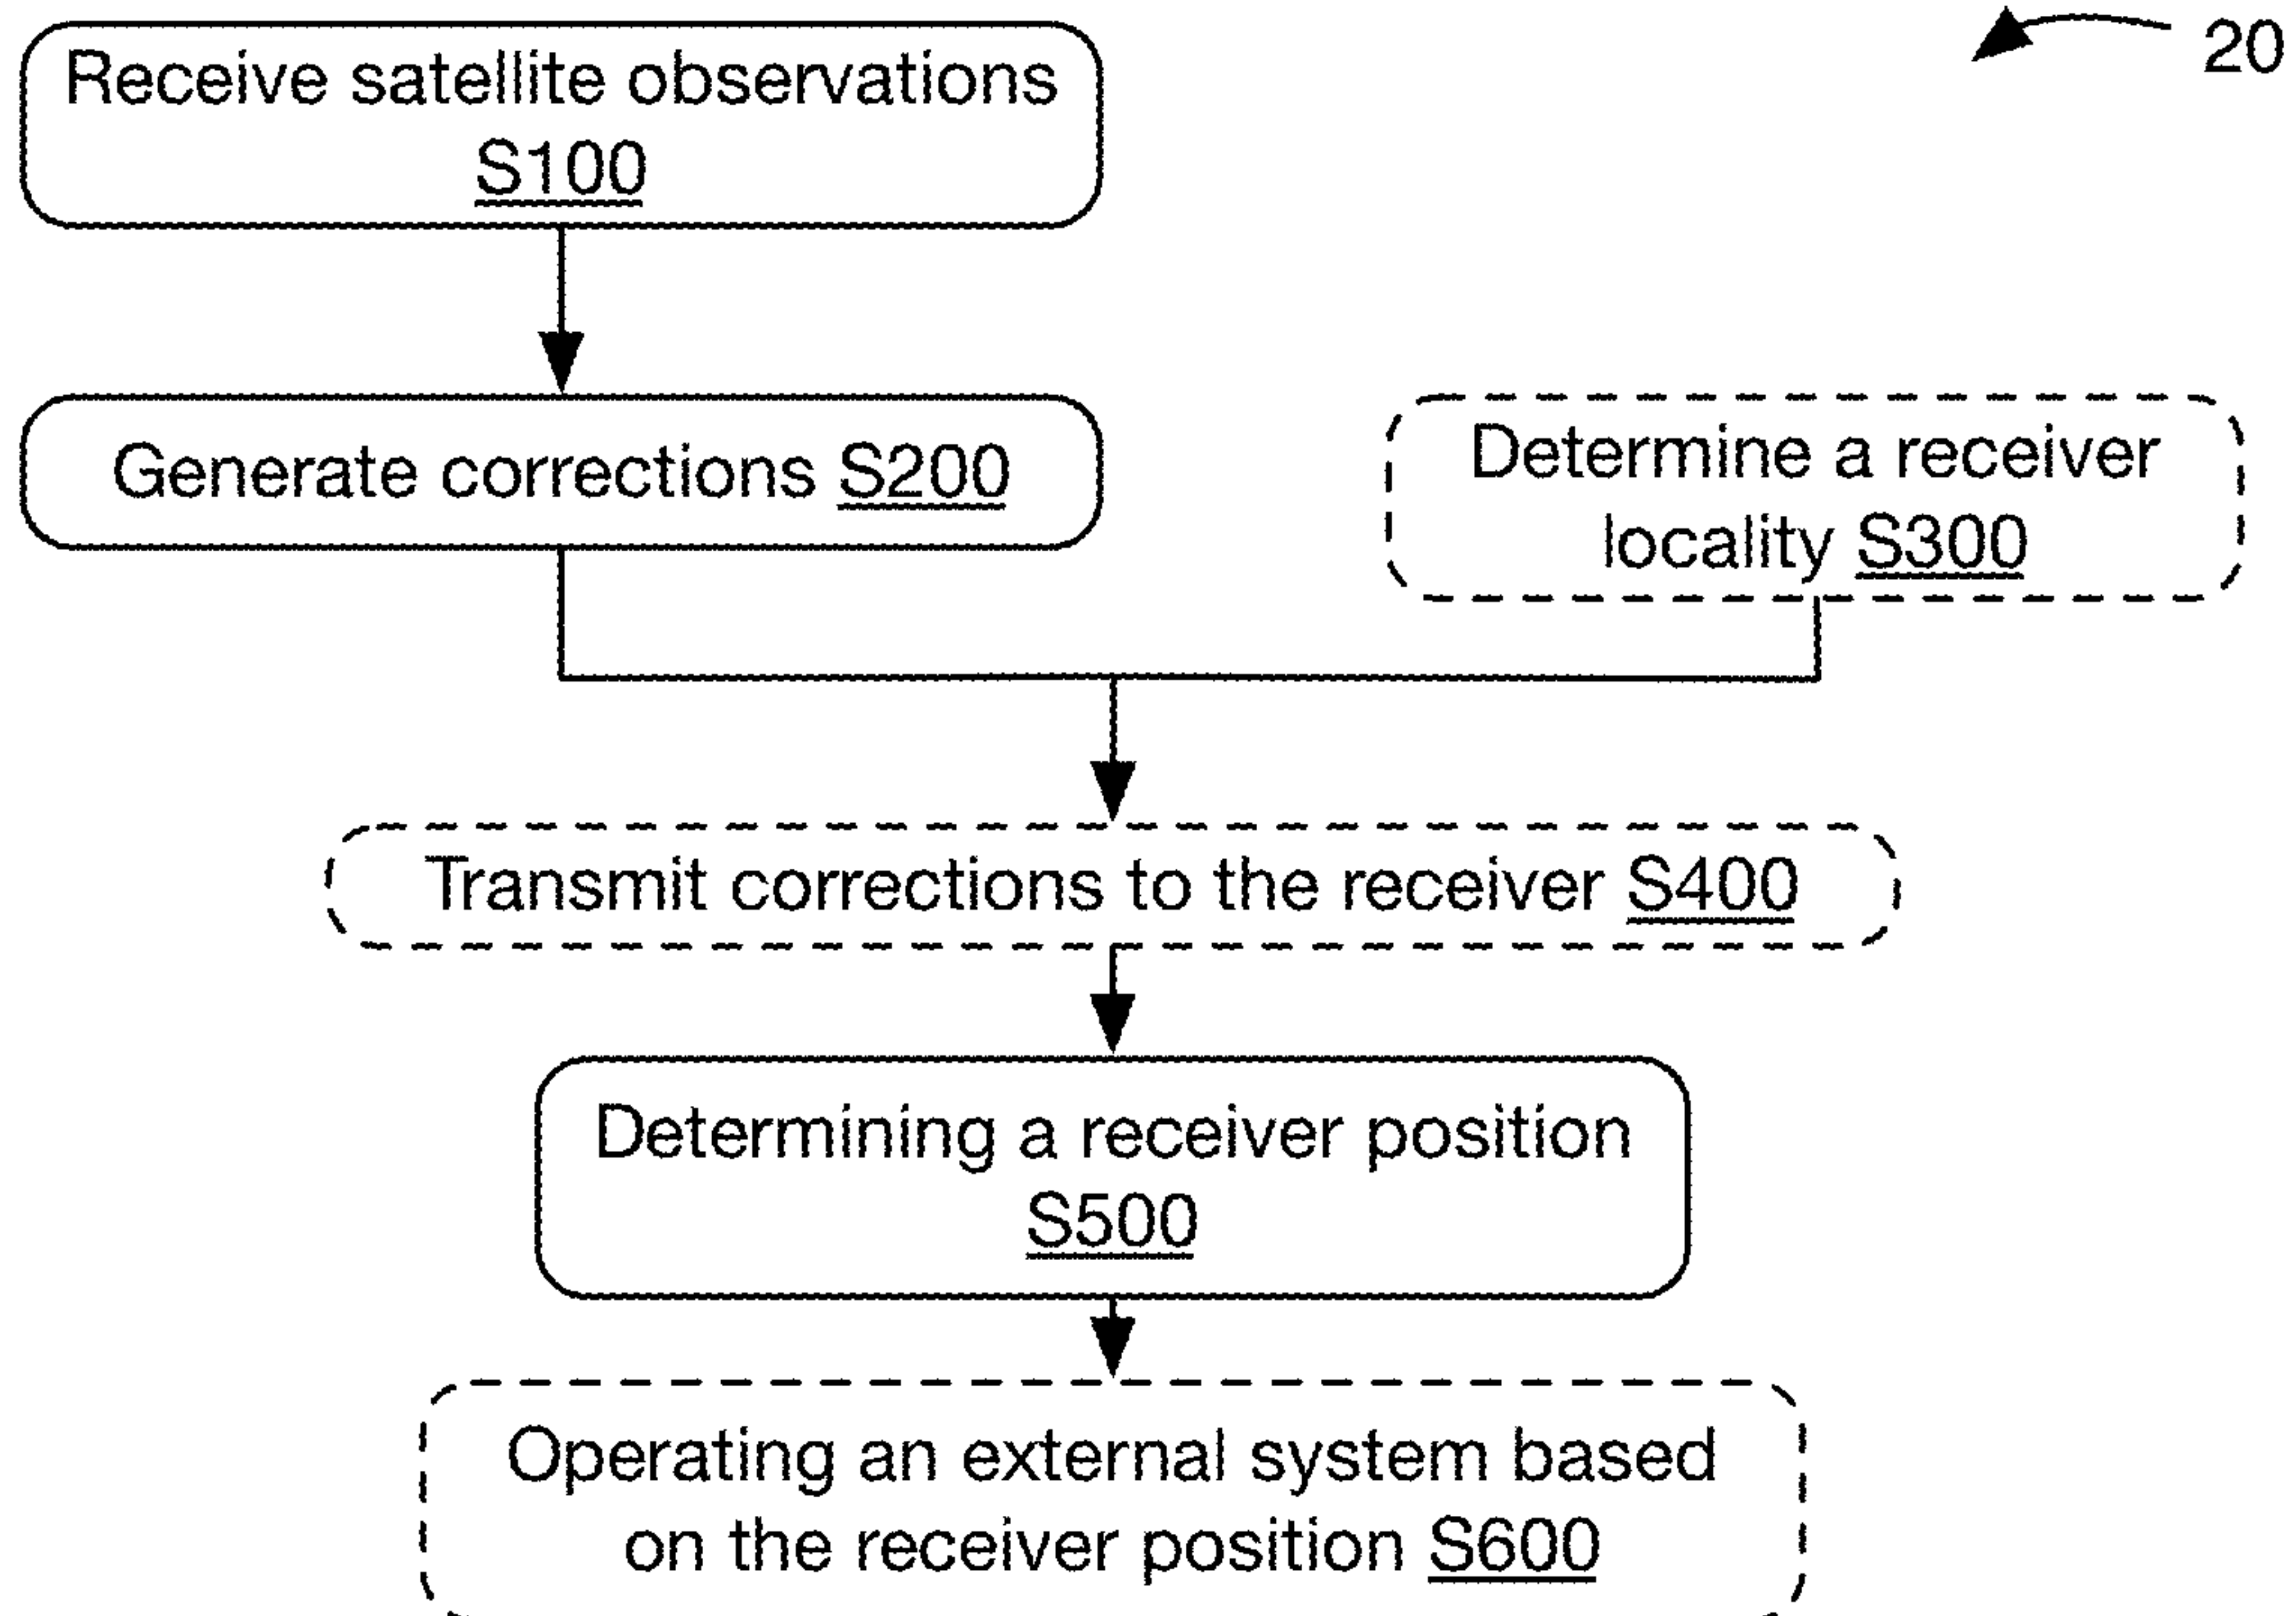 Receive satellite observations
S100
20
Generate corrections S200
Determine a receiver
locality S300
Transmit corrections to the receiver S400
Determining a receiver position
S500
Operating an external system based
on the receiver position S600